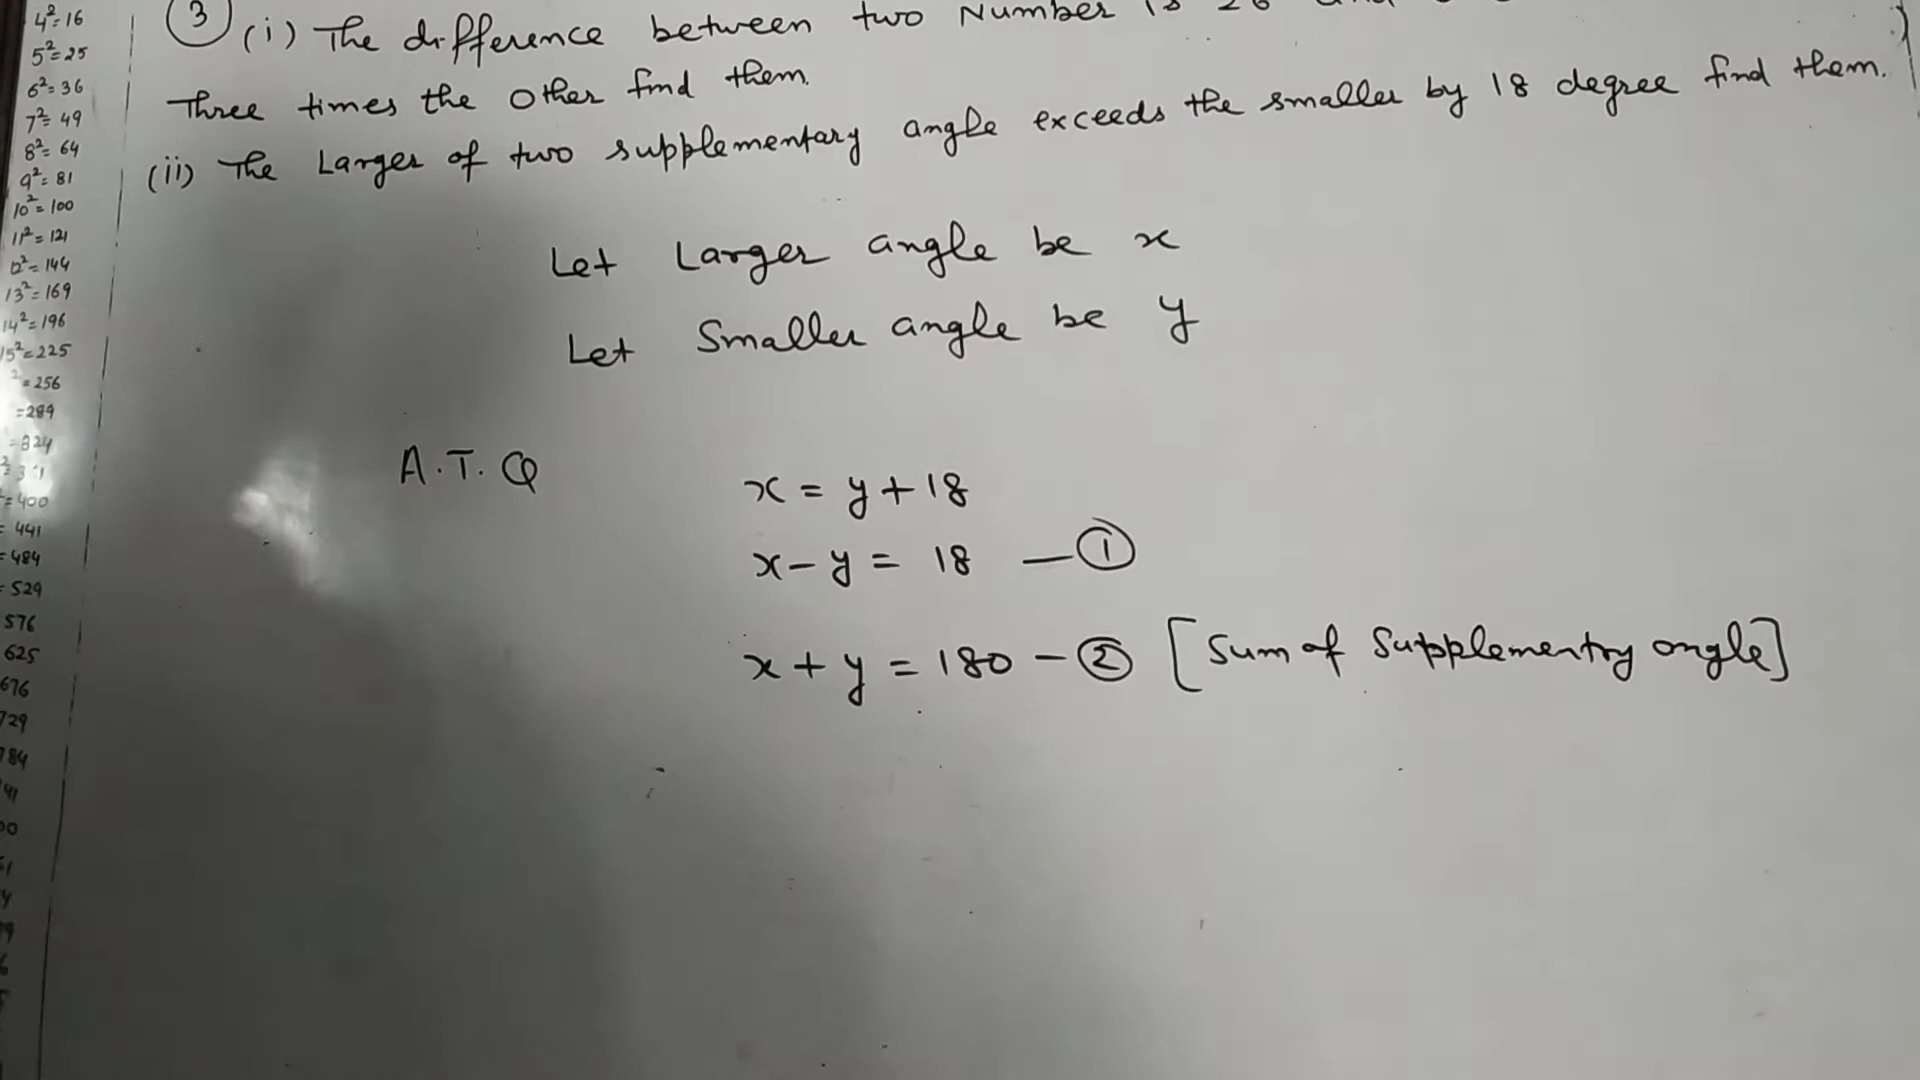 4²=16
5²=25
6²=36
7²=49
8²=64
9²=81
10²=100
11²=121
12²=144
13²=169
14²=196
15²=225
²=256
=289
=324
=400
=441
=484
=529
576
625
676
729
784
3 (i) The difference between two Number is 26
Three times the other find them.
(ii) The Larger of two supplementary angle exceeds the smaller by 18 degree find them.
Let Larger angle be x
Let Smaller angle be y
A.T.Q
x = y + 18
x - y = 18 — ①
x + y = 180 — ② [Sum of Supplementry angle]